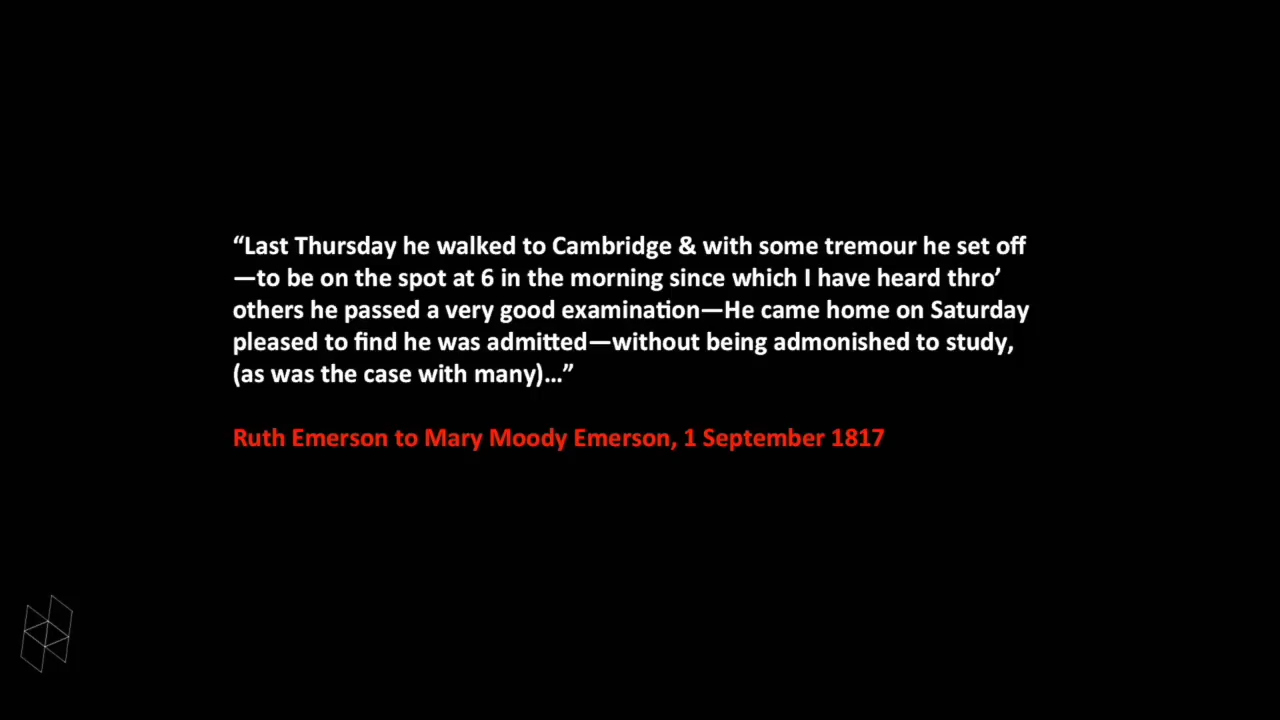 “Last Thursday he walked to Cambridge & with some tremour he set off
—to be on the spot at 6 in the morning since which I have heard thro’
others he passed a very good examination—He came home on Saturday
pleased to find he was admitted—without being admonished to study,
(as was the case with many)…”
Ruth Emerson to Mary Moody Emerson, 1 September 1817